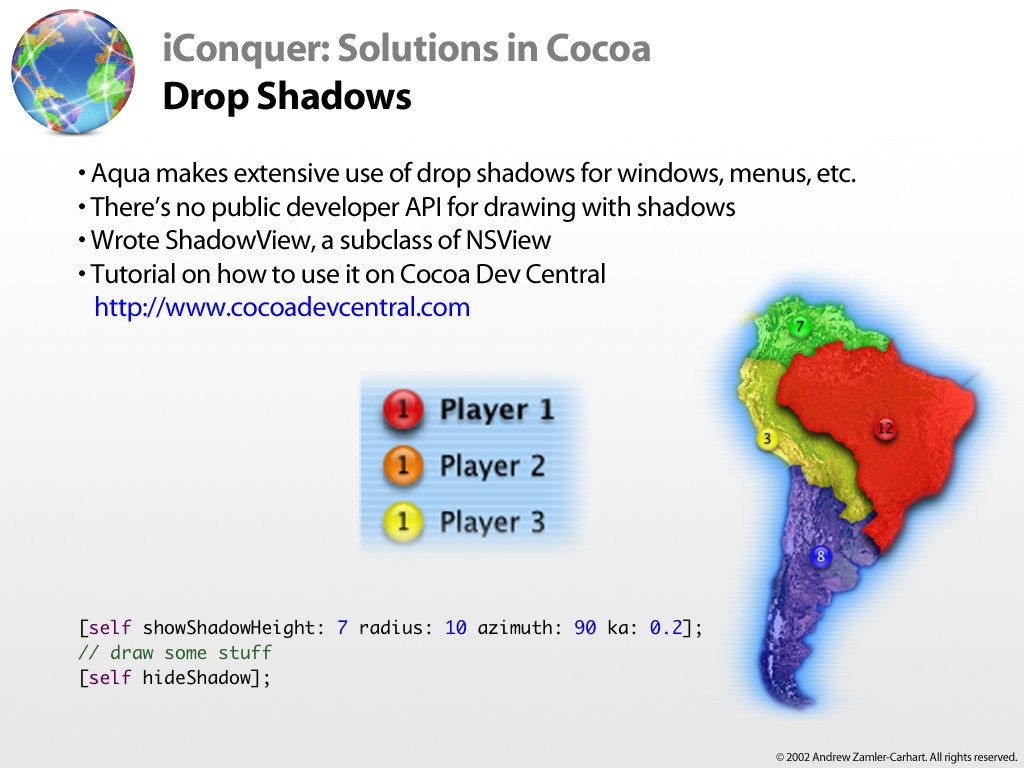 iConquer: Solutions in Cocoa
Drop Shadows
• Aqua makes extensive use of drop shadows for windows, menus, etc.
• There’s no public developer API for drawing with shadows
• Wrote ShadowView, a subclass of NSView
• Tutorial on how to use it on Cocoa Dev Central
http://www.cocoadevcentral.com
1 Player 1
1 Player 2
1 Player 3
7
12
3
8
[self showShadowHeight: 7 radius: 10 azimuth: 90 ka: 0.2];
// draw some stuff
[self hideShadow];
© 2002 Andrew Zamler-Carhart. All rights reserved.